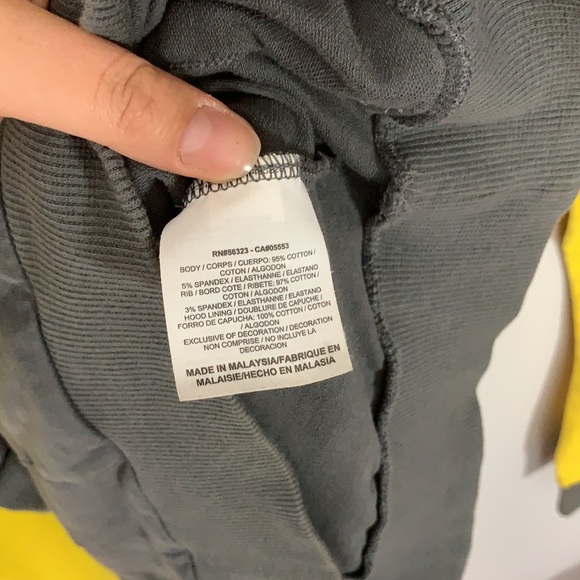 RN#56323 - CA#05553
BODY / CORPS / CUERPO: 95% COTTON /
COTON / ALGODON
5% SPANDEX / ELASTHANNE / ELASTANO
RIB / BORD COTE / RIBETE: 97% COTTON /
COTON / ALGODON
3% SPANDEX / ELASTHANNE / ELASTANO
HOOD LINING / DOUBLURE DE CAPUCHE /
FORRO DE CAPUCHA: 100% COTTON / COTON
/ ALGODON
EXCLUSIVE OF DECORATION / DECORATION
NON COMPRISE / NO INCLUYE LA
DECORACION
MADE IN MALAYSIA/FABRIQUE EN
MALAISIE/HECHO EN MALASIA